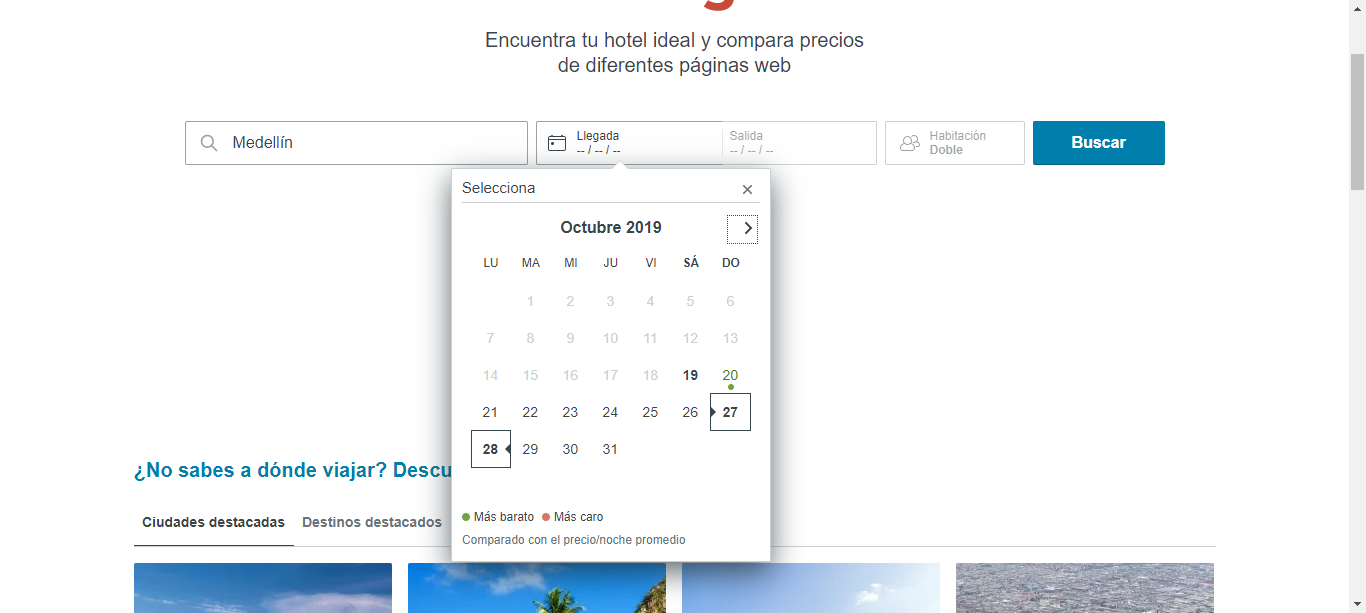 Encuentra tu hotel ideal y compara precios
de diferentes páginas web
Medellín
Llegada
-- / -- / --
Salida
-- / -- / --
Habitación
Doble
Buscar
Selecciona
Octubre 2019
LU MA MI JU VI SÁ DO
1 2 3 4 5 6
7 8 9 10 11 12 13
14 15 16 17 18 19 20
21 22 23 24 25 26 27
28 29 30 31
Más barato Más caro
Comparado con el precio/noche promedio
¿No sabes a dónde viajar? Descu
Ciudades destacadas Destinos destacados